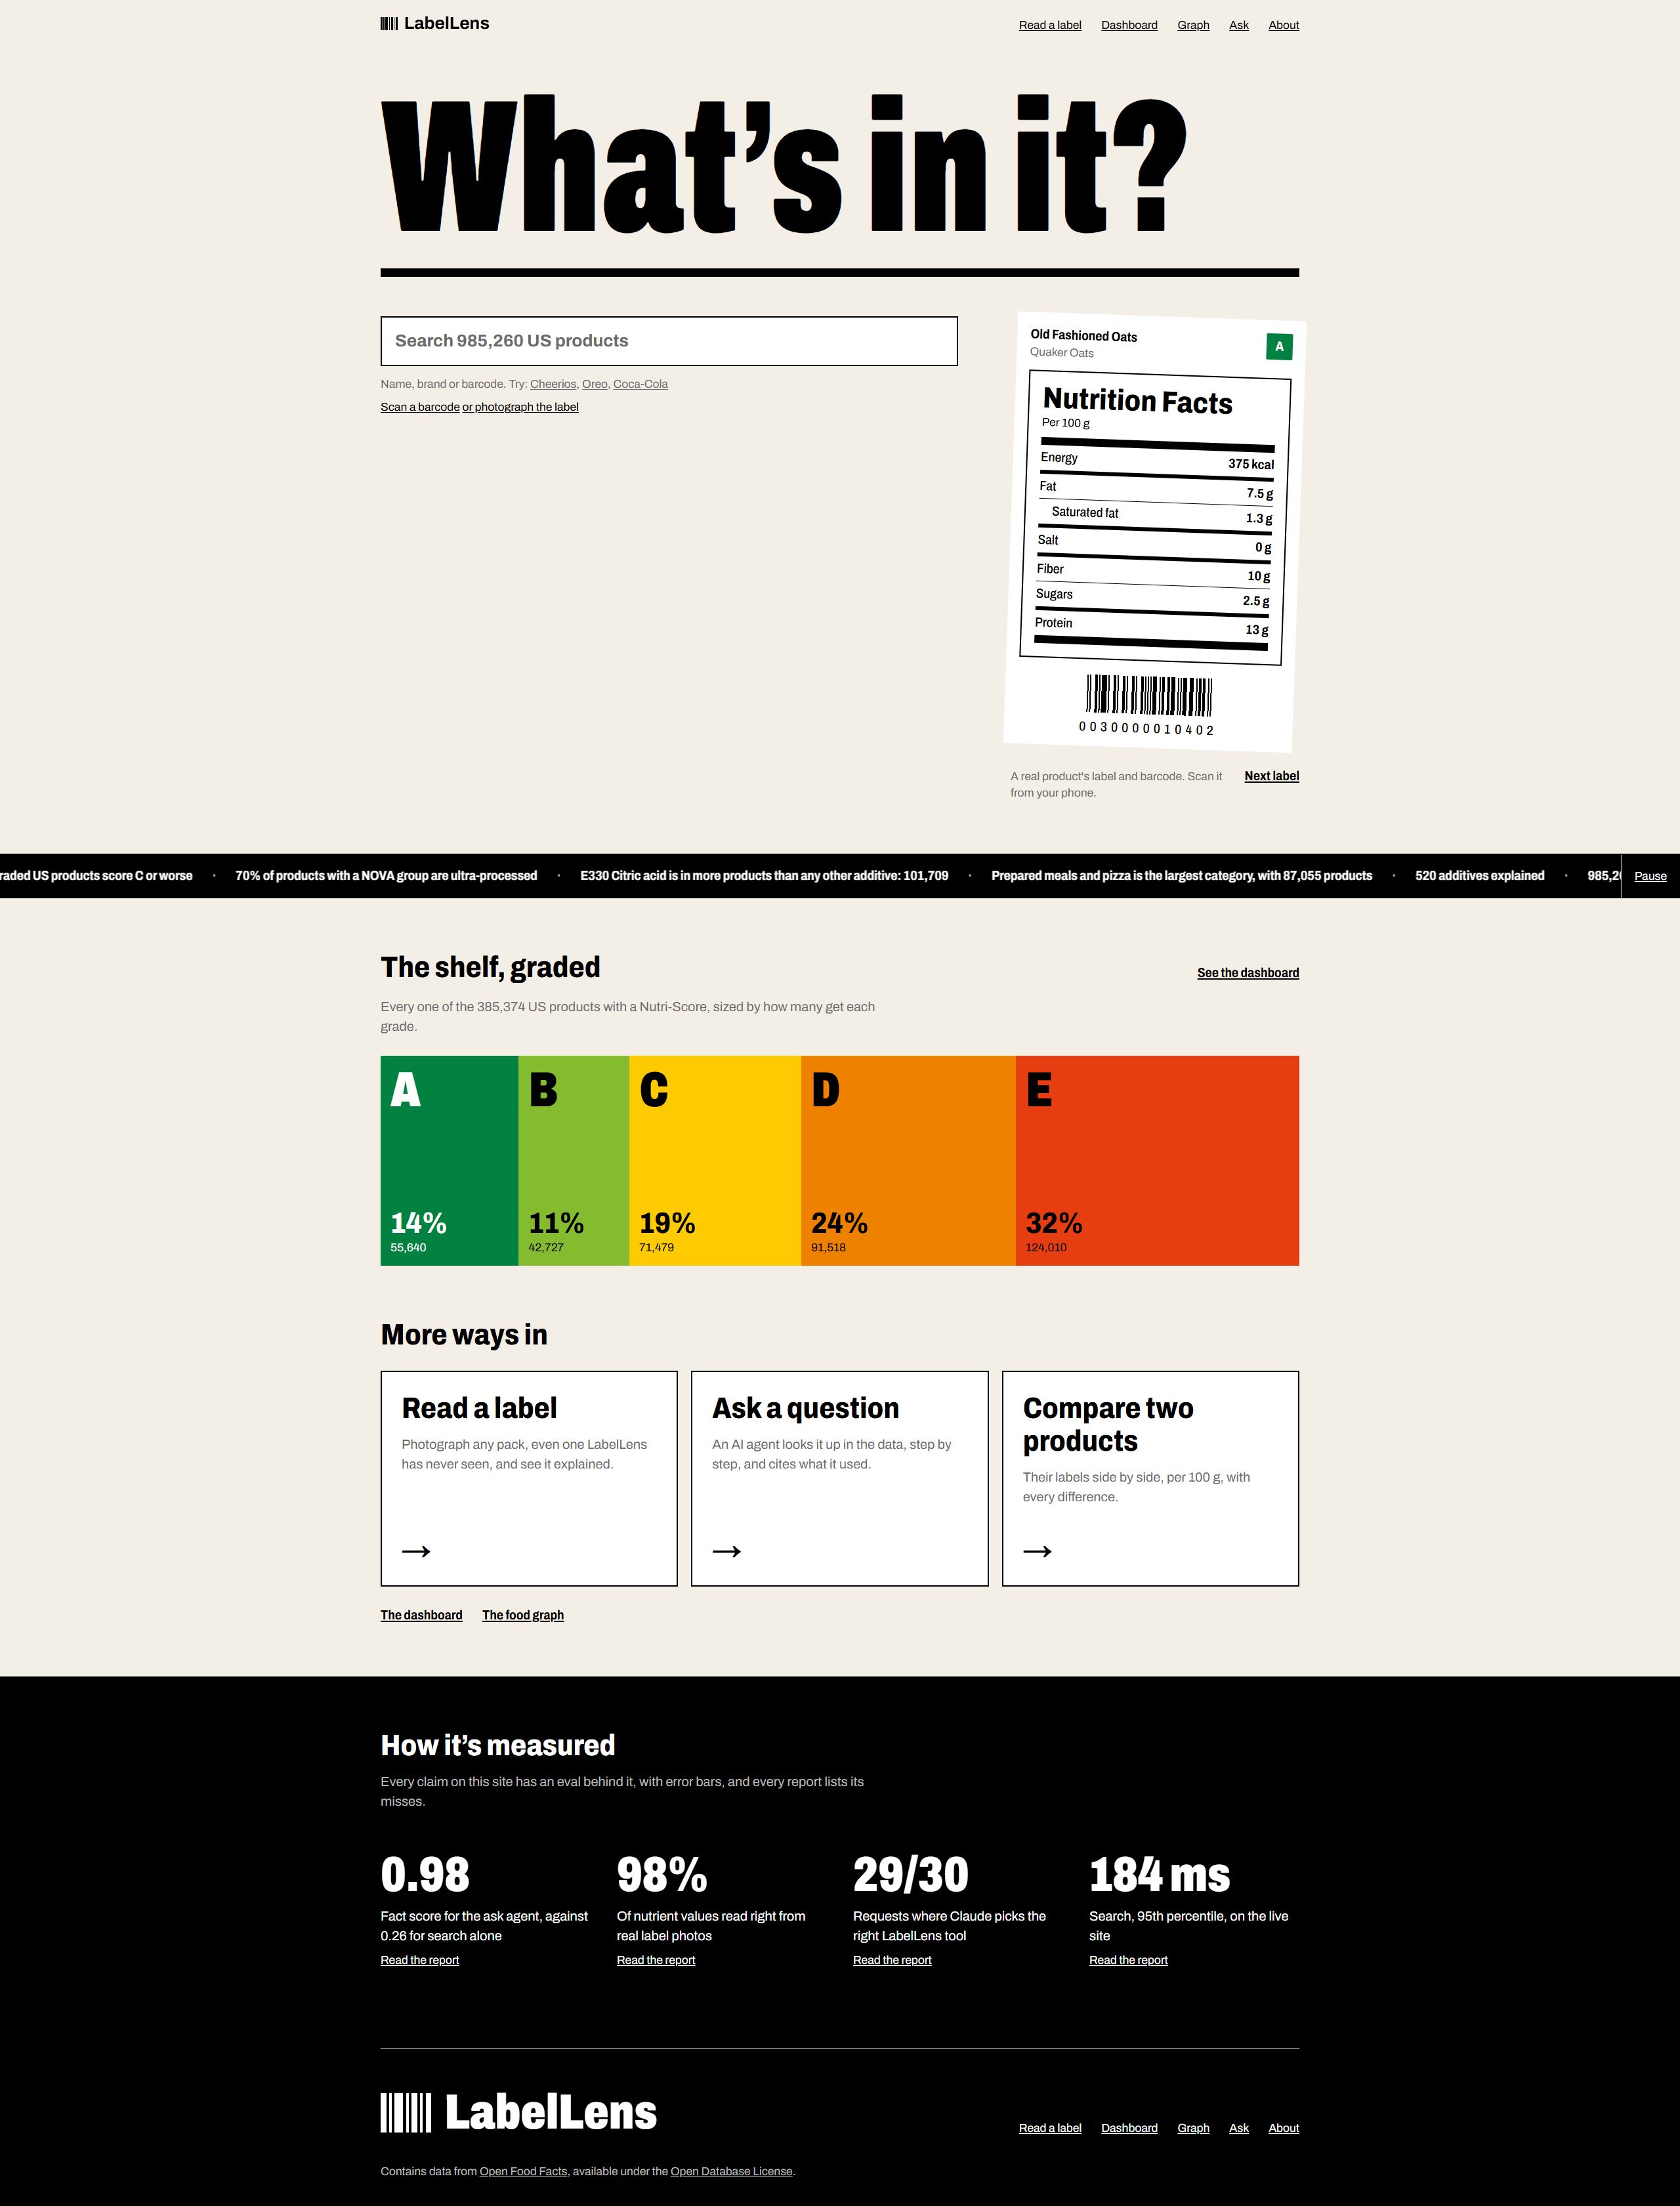 LabelLens
Read a label Dashboard Graph Ask About
What’s in it?
Search 985,260 US products
Name, brand or barcode. Try: Cheerios, Oreo, Coca-Cola
Scan a barcode or photograph the label
Old Fashioned Oats
Quaker Oats
A
Nutrition Facts
Per 100 g
Energy 375 kcal
Fat 7.5 g
Saturated fat 1.3 g
Salt 0 g
Fiber 10 g
Sugars 2.5 g
Protein 13 g
0030000010402
A real product's label and barcode. Scan it
from your phone.
Next label
raded US products score C or worse · 70% of products with a NOVA group are ultra-processed · E330 Citric acid is in more products than any other additive: 101,709 · Prepared meals and pizza is the largest category, with 87,055 products · 520 additives explained · 985,2 Pause
The shelf, graded
See the dashboard
Every one of the 385,374 US products with a Nutri-Score, sized by how many get each
grade.
A B C D E
14% 11% 19% 24% 32%
55,640 42,727 71,479 91,518 124,010
More ways in
Read a label
Photograph any pack, even one LabelLens
has never seen, and see it explained.
→
Ask a question
An AI agent looks it up in the data, step by
step, and cites what it used.
→
Compare two
products
Their labels side by side, per 100 g, with
every difference.
→
The dashboard The food graph
How it’s measured
Every claim on this site has an eval behind it, with error bars, and every report lists its
misses.
0.98
Fact score for the ask agent, against
0.26 for search alone
Read the report
98%
Of nutrient values read right from
real label photos
Read the report
29/30
Requests where Claude picks the
right LabelLens tool
Read the report
184 ms
Search, 95th percentile, on the live
site
Read the report
LabelLens
Read a label Dashboard Graph Ask About
Contains data from Open Food Facts, available under the Open Database License.